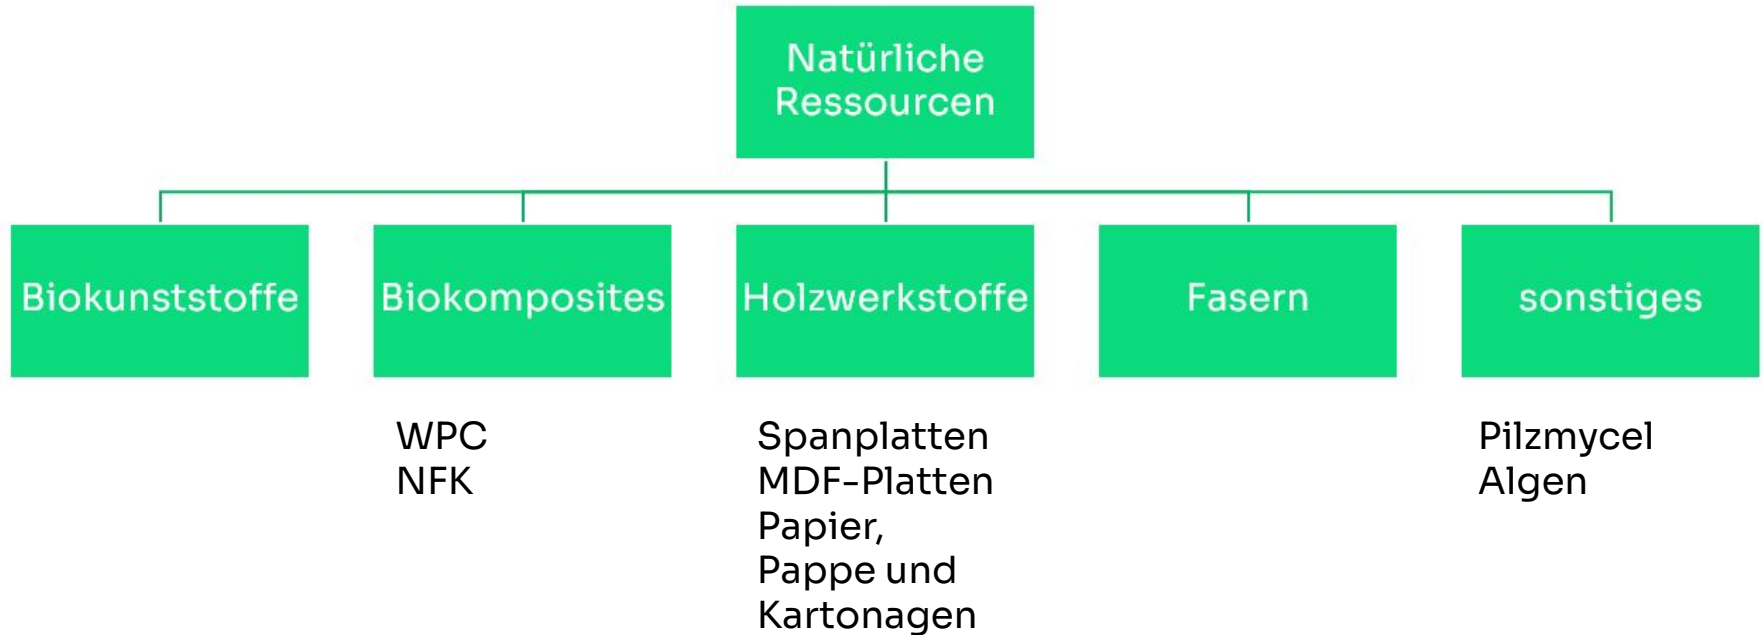 Natürliche
Ressourcen
Biokunststoffe
Biokomposites
Holzwerkstoffe
Fasern
sonstiges
WPC
NFK
Spanplatten
MDF-Platten
Papier,
Pappe und
Kartonagen
Pilzmycel
Algen